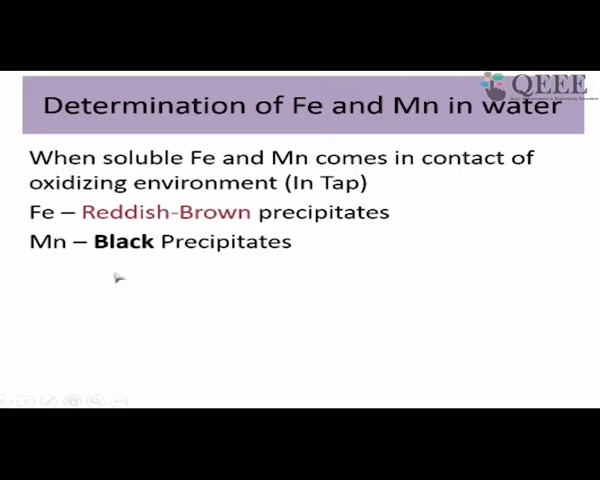 QEEE
Determination of Fe and Mn in water
When soluble Fe and Mn comes in contact of
oxidizing environment (In Tap)
Fe – Reddish-Brown precipitates
Mn – Black Precipitates